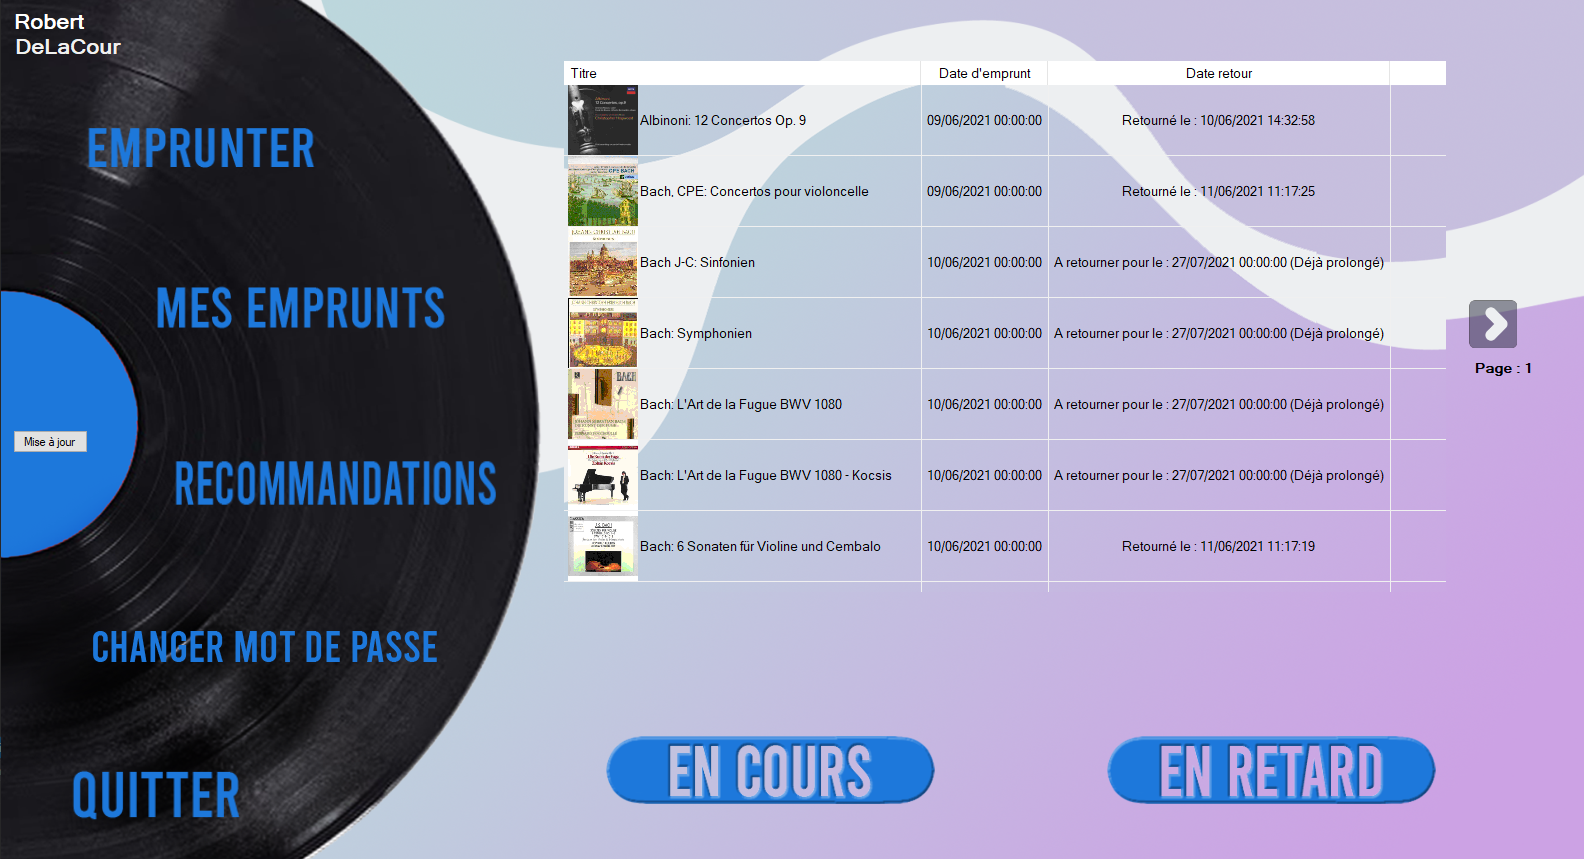 Robert
DeLaCour
EMPRUNTER
MES EMPRUNTS
Mise à jour
RECOMMANDATIONS
CHANGER MOT DE PASSE
QUITTER
Titre Date d'emprunt Date retour
Albinoni: 12 Concertos Op. 9 09/06/2021 00:00:00 Retourné le : 10/06/2021 14:32:58
Bach, CPE: Concertos pour violoncelle 09/06/2021 00:00:00 Retourné le : 11/06/2021 11:17:25
Bach J-C: Sinfonien 10/06/2021 00:00:00 A retourner pour le : 27/07/2021 00:00:00 (Déjà prolongé)
Bach: Symphonien 10/06/2021 00:00:00 A retourner pour le : 27/07/2021 00:00:00 (Déjà prolongé)
Bach: L'Art de la Fugue BWV 1080 10/06/2021 00:00:00 A retourner pour le : 27/07/2021 00:00:00 (Déjà prolongé)
Bach: L'Art de la Fugue BWV 1080 - Kocsis 10/06/2021 00:00:00 A retourner pour le : 27/07/2021 00:00:00 (Déjà prolongé)
Bach: 6 Sonaten für Violine und Cembalo 10/06/2021 00:00:00 Retourné le : 11/06/2021 11:17:19
Page : 1
EN COURS
EN RETARD